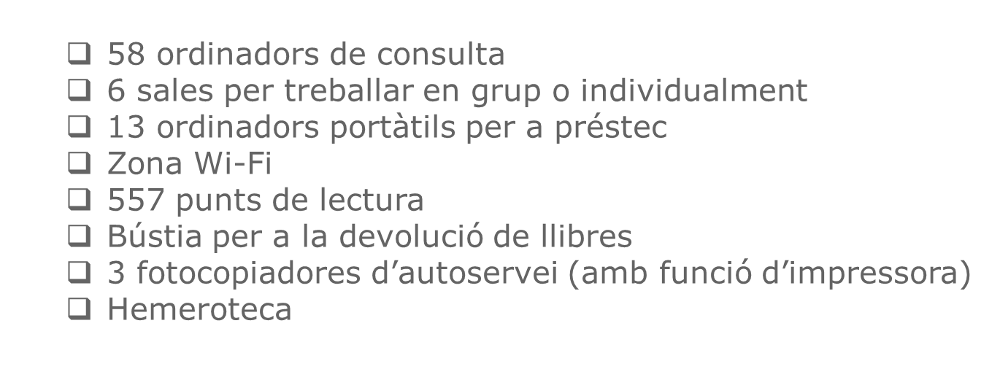 ❑ 58 ordinadors de consulta
❑ 6 sales per treballar en grup o individualment
❑ 13 ordinadors portàtils per a préstec
❑ Zona Wi-Fi
❑ 557 punts de lectura
❑ Bústia per a la devolució de llibres
❑ 3 fotocopiadores d’autoservei (amb funció d’impressora)
❑ Hemeroteca